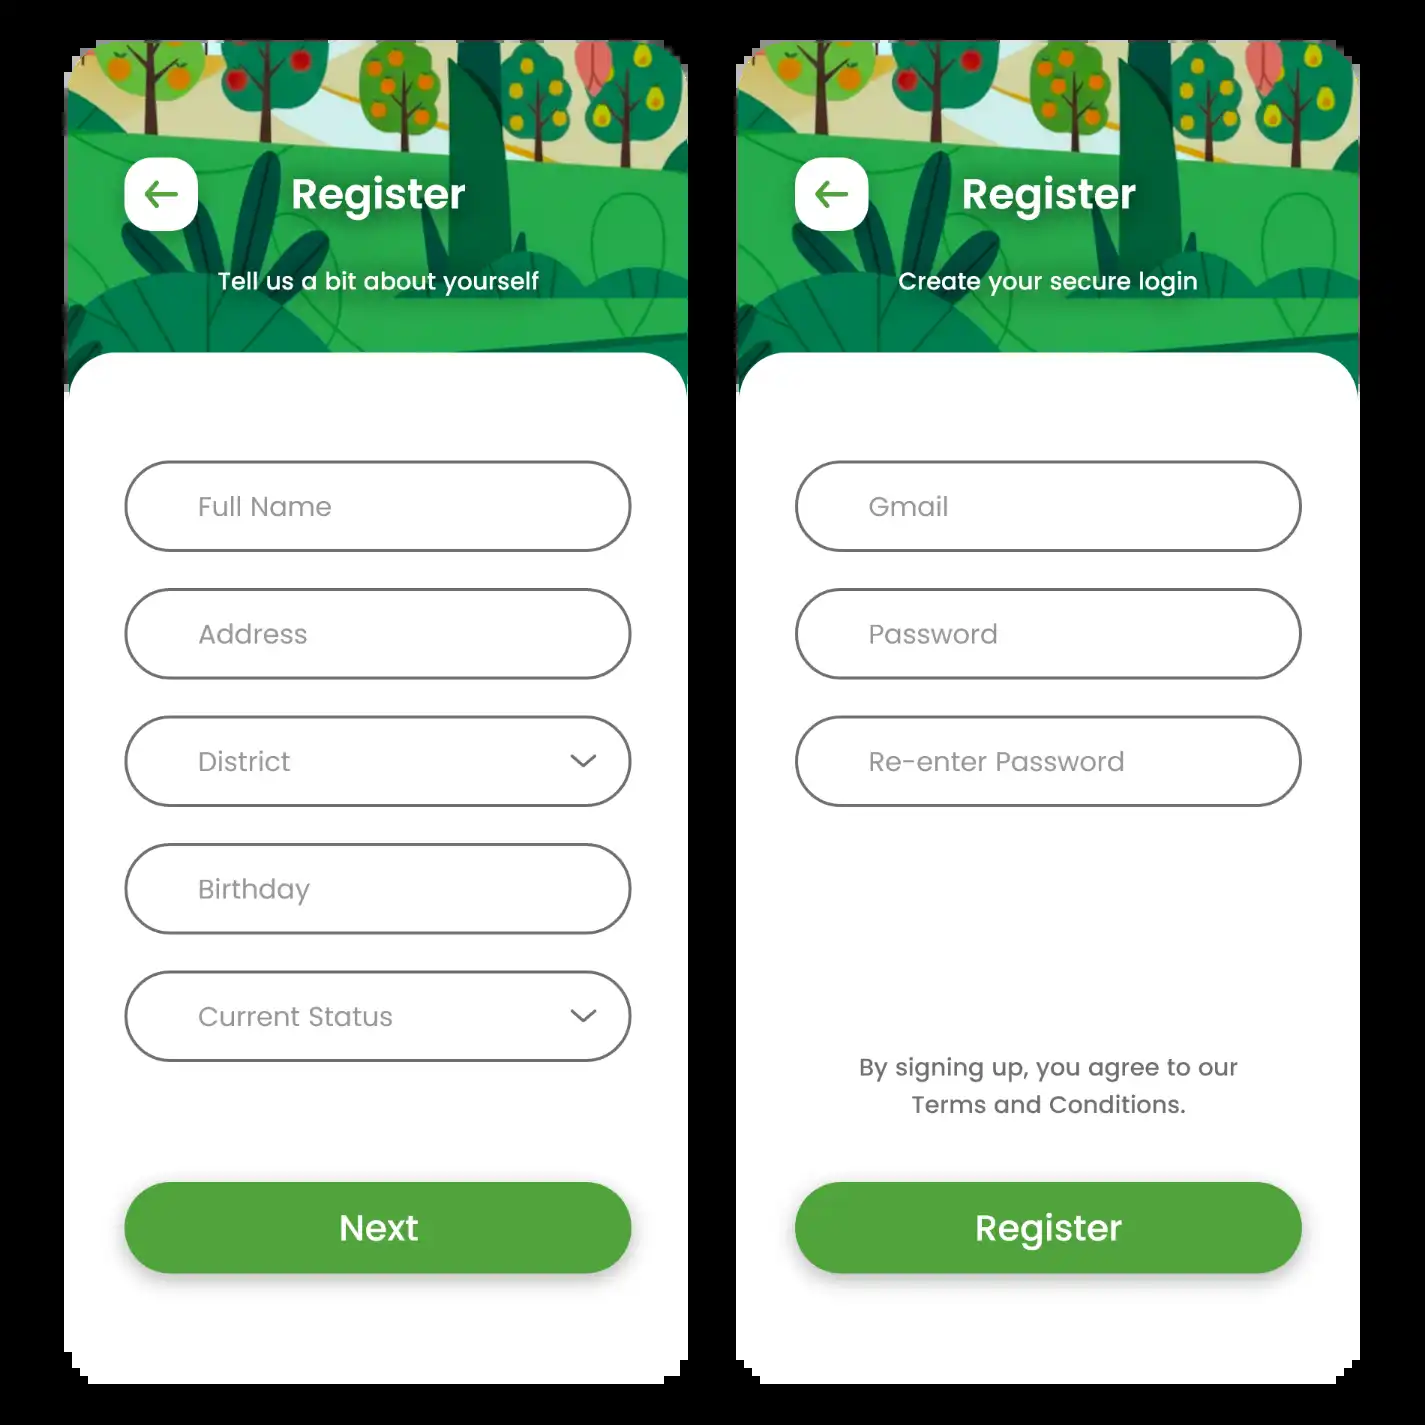 Register
Tell us a bit about yourself
Full Name
Address
District
Birthday
Current Status
Next
Register
Create your secure login
Gmail
Password
Re-enter Password
By signing up, you agree to our
Terms and Conditions.
Register